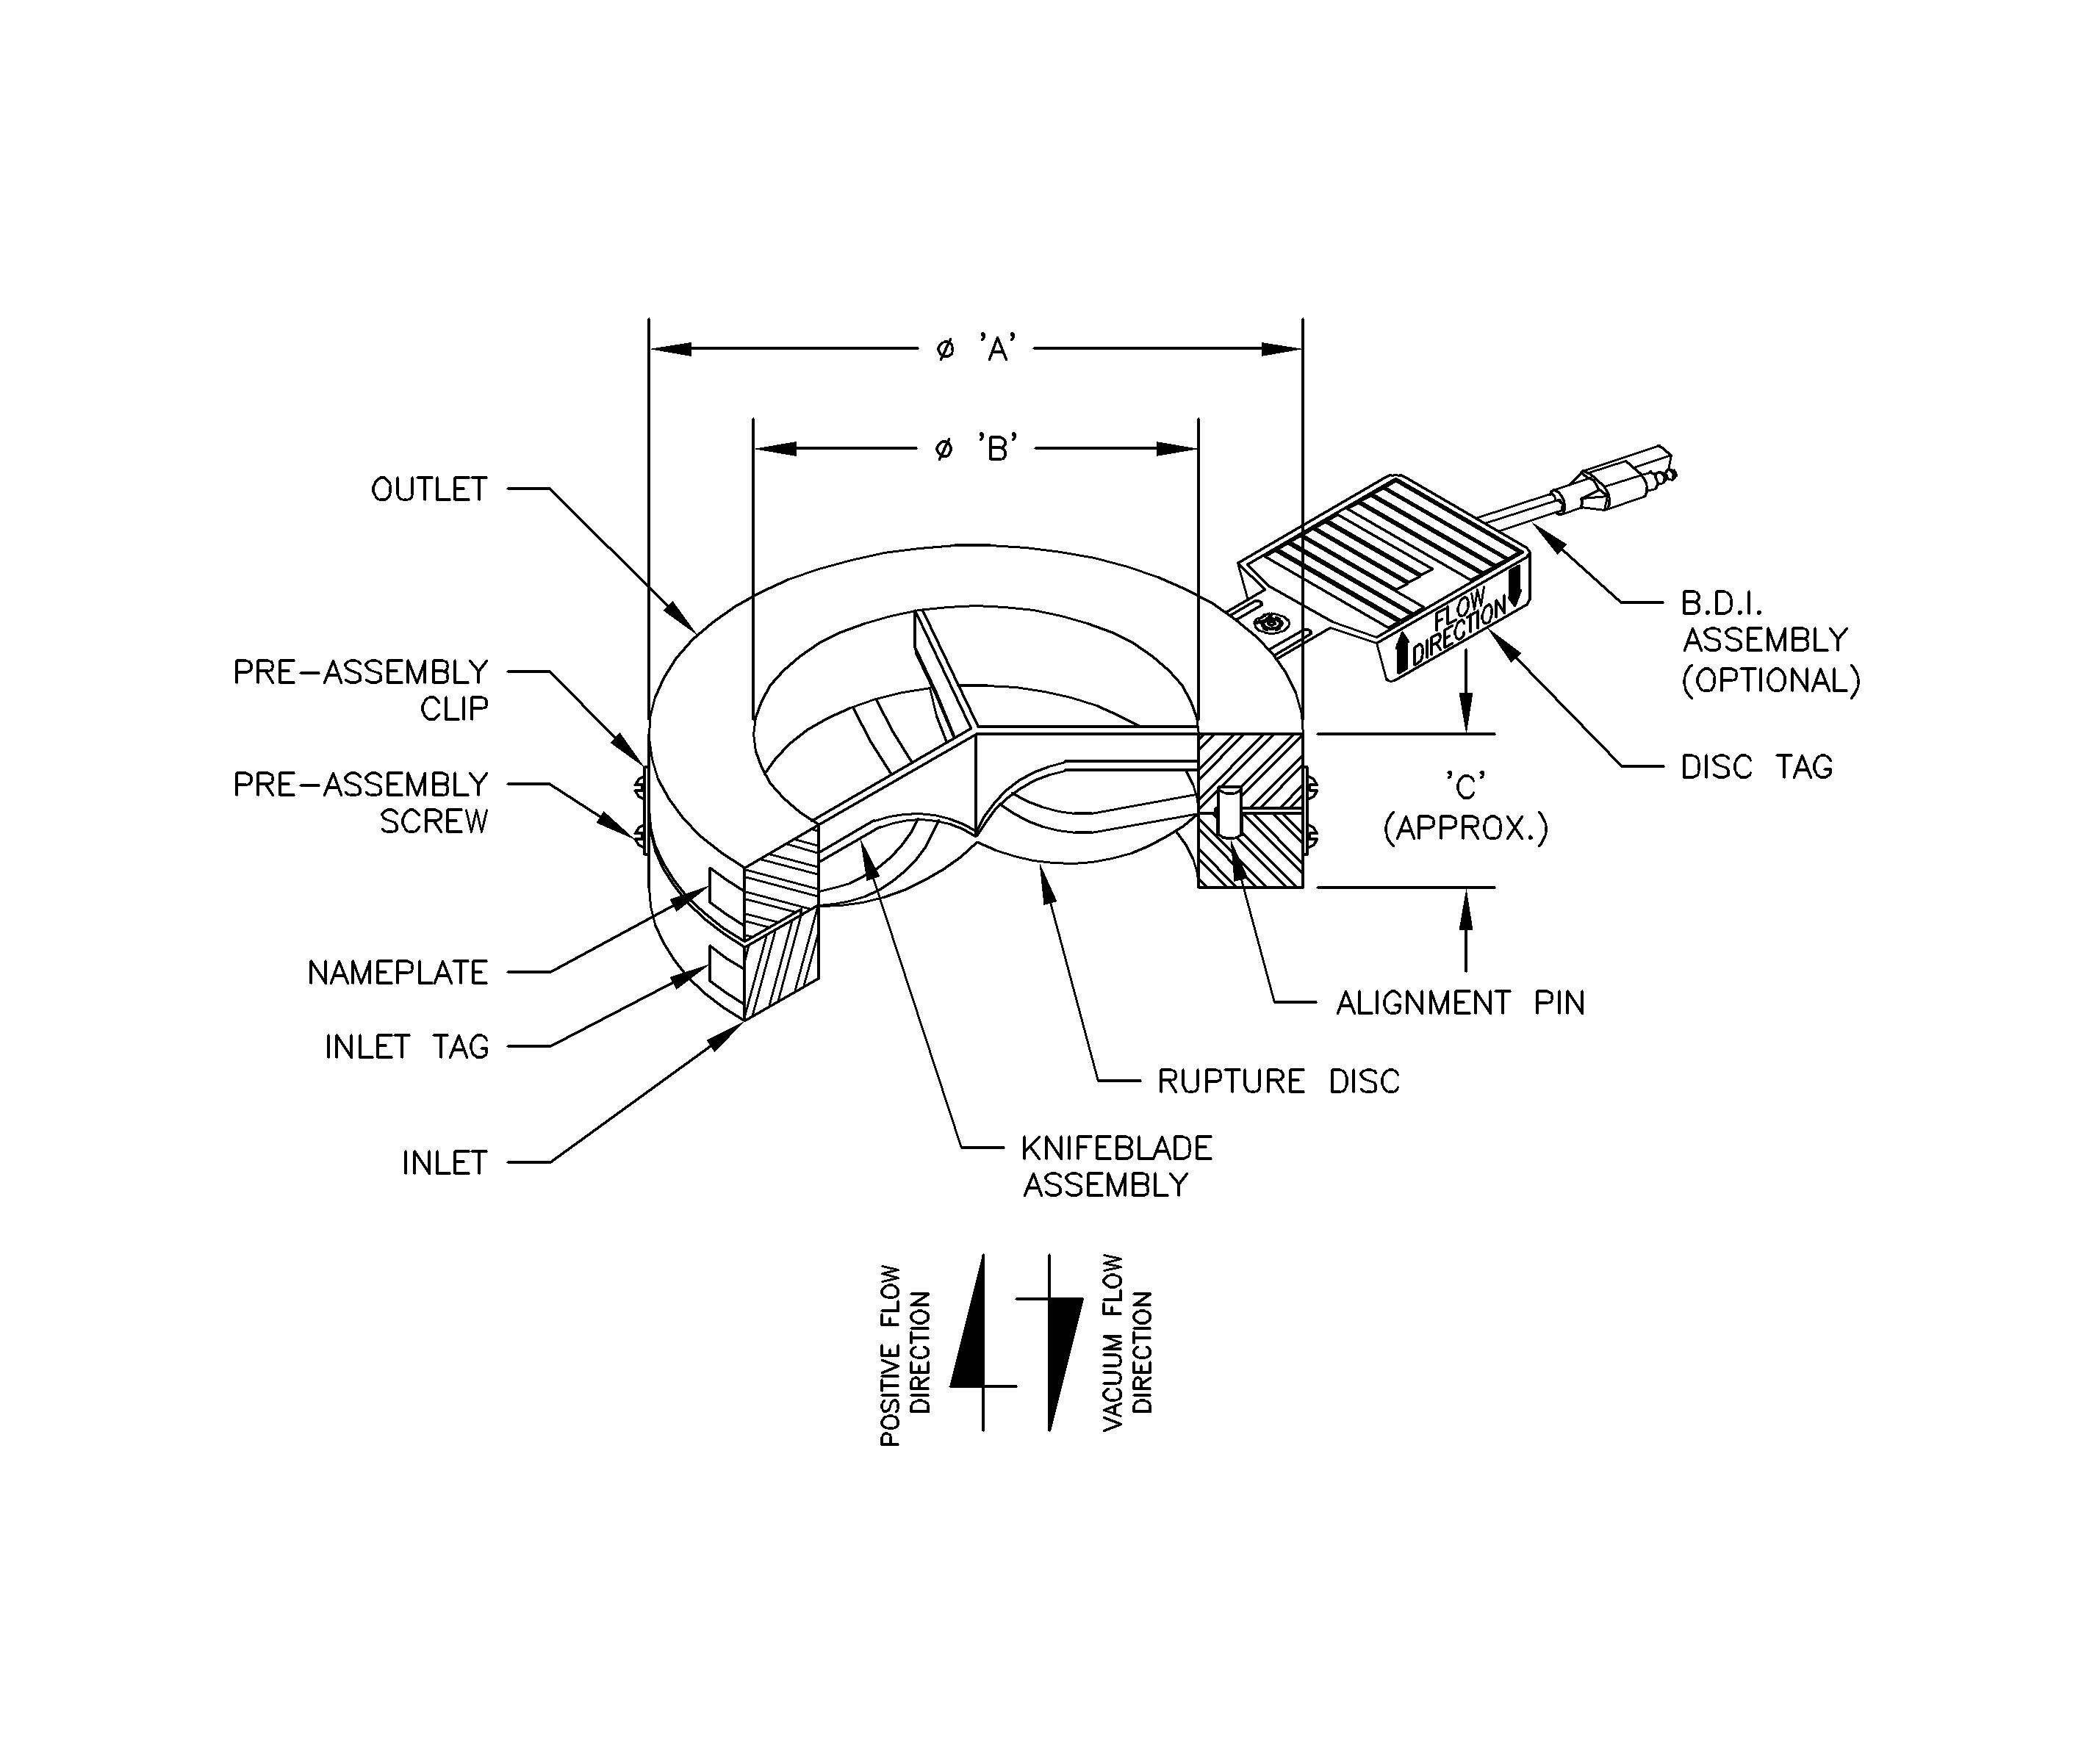 ø 'A'
ø 'B'
OUTLET
PRE-ASSEMBLY
CLIP
PRE-ASSEMBLY
SCREW
NAMEPLATE
INLET TAG
INLET
FLOW
DIRECTION
B.D.I.
ASSEMBLY
(OPTIONAL)
DISC TAG
'C'
(APPROX.)
ALIGNMENT PIN
RUPTURE DISC
KNIFEBLADE
ASSEMBLY
POSITIVE FLOW
DIRECTION
VACUUM FLOW
DIRECTION